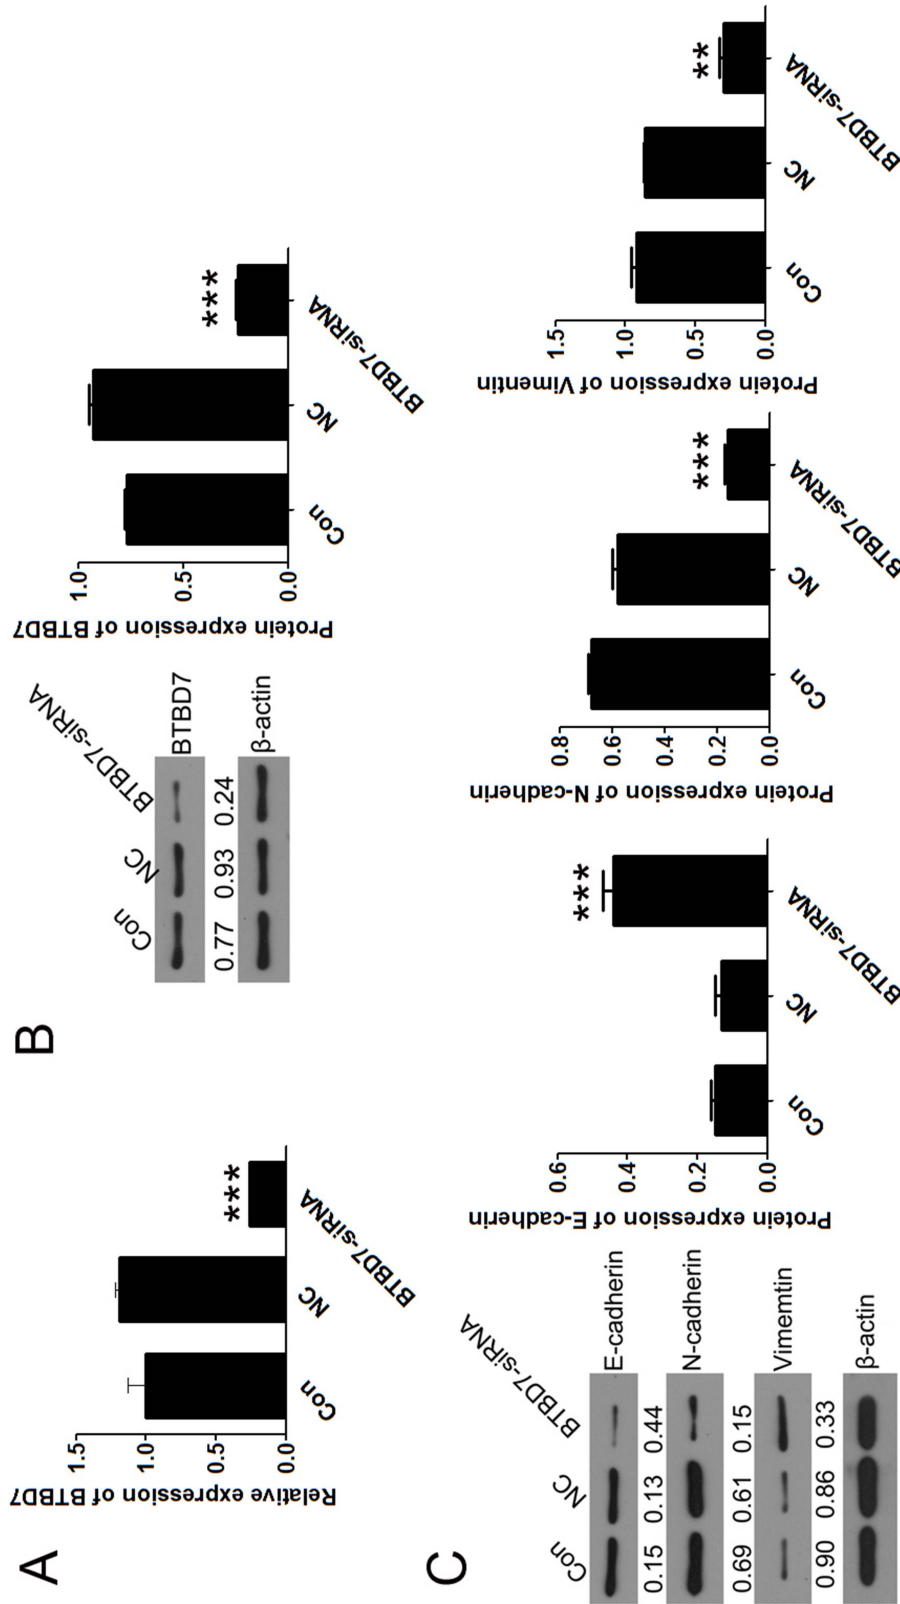 A
Relative expression of BTBD7
1.5
1.0
0.5
0.0
Con
NC
BTBD7-siRNA
***
B
Con
NC
BTBD7-siRNA
BTBD7
0.77 0.93 0.24
β-actin
Protein expression of BTBD7
1.0
0.5
0.0
Con
NC
BTBD7-siRNA
***
C
Con
NC
BTBD7-siRNA
E-cadherin
0.15 0.13 0.44
N-cadherin
0.69 0.61 0.15
Vimemtin
0.90 0.86 0.33
β-actin
Protein expression of E-cadherin
0.6
0.4
0.2
0.0
Con
NC
BTBD7-siRNA
***
Protein expression of N-cadherin
0.8
0.6
0.4
0.2
0.0
Con
NC
BTBD7-siRNA
***
Protein expression of Vimentin
1.5
1.0
0.5
0.0
Con
NC
BTBD7-siRNA
**